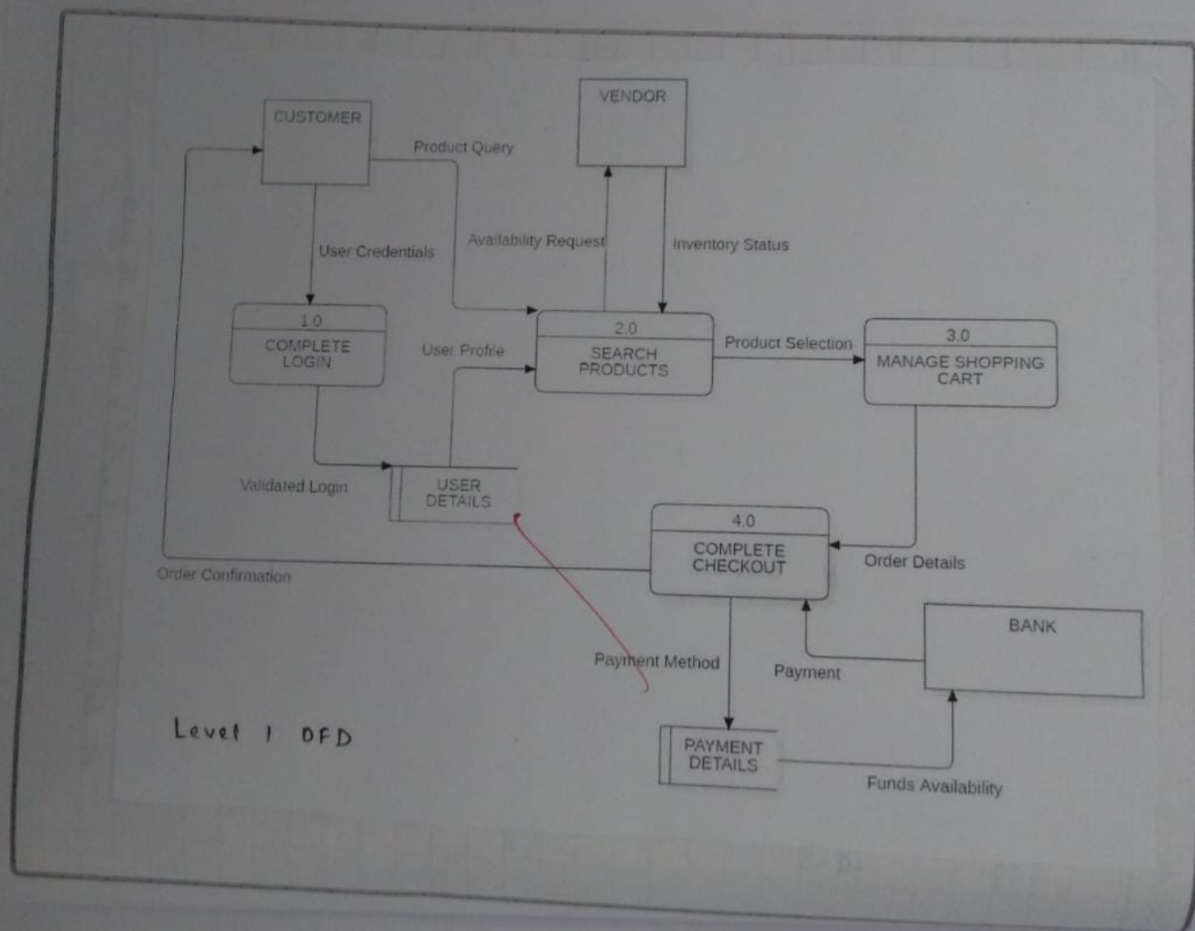 CUSTOMER
VENDOR
Product Query
User Credentials
Availability Request
Inventory Status
1.0
COMPLETE
LOGIN
User Profile
2.0
SEARCH
PRODUCTS
Product Selection
3.0
MANAGE SHOPPING
CART
Validated Login
USER
DETAILS
4.0
COMPLETE
CHECKOUT
Order Details
Order Confirmation
BANK
Payment Method
Payment
PAYMENT
DETAILS
Funds Availability
Level 1 DFD